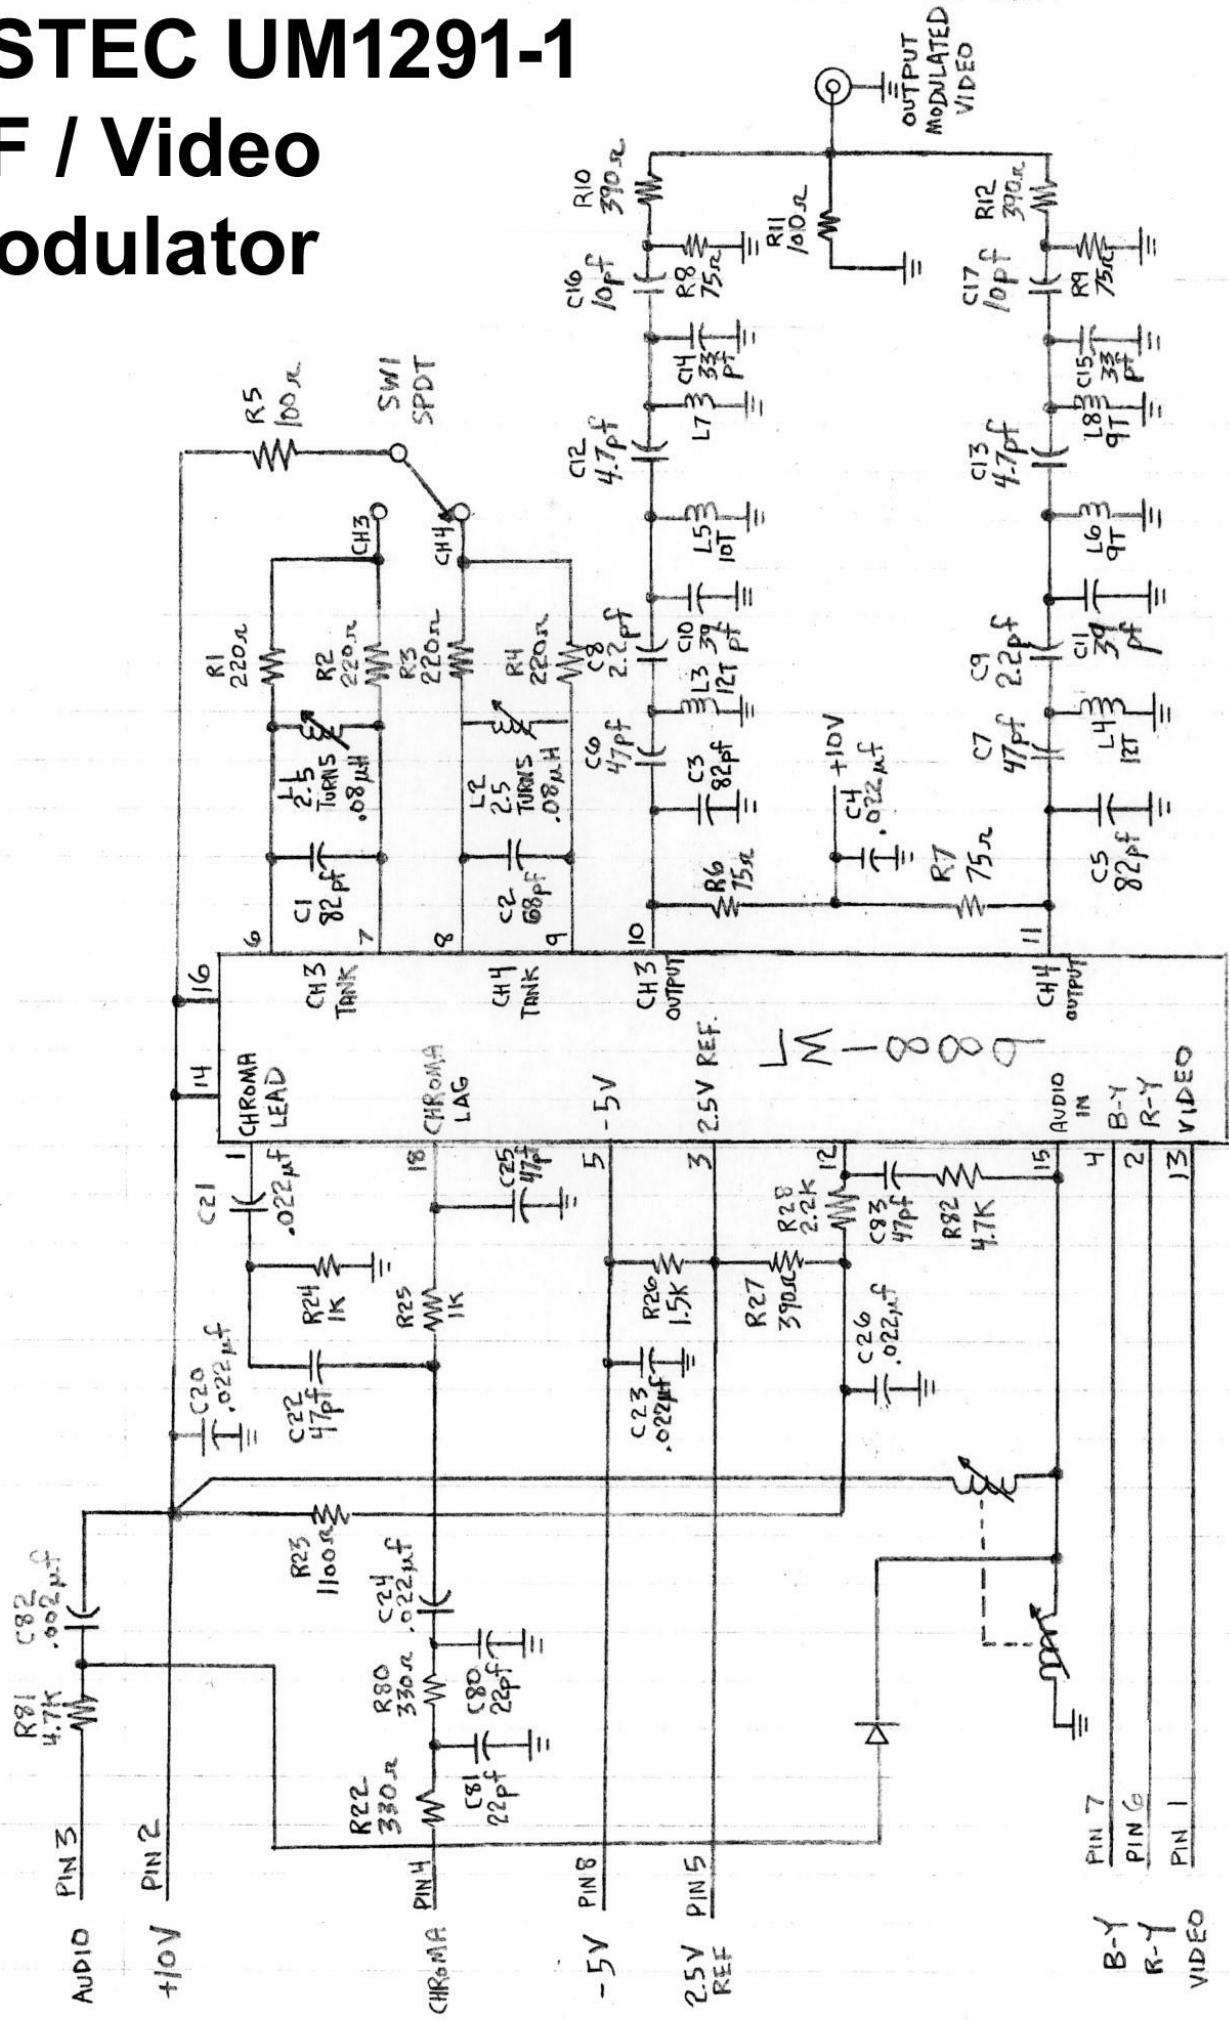 STEC UM1291-1
F / Video
odulator
OUTPUT
MODULATED
VIDEO
R10
390Ω
R11
100Ω
R12
390Ω
C16
10pf
R8
75Ω
C17
10pf
R9
75Ω
C14
33
pf
C15
33
pf
L7
L8
9T
C12
4.7pf
C13
4.7pf
L5
10T
L6
9T
R5
100Ω
SW1
SPDT
CH3
CH4
R1
220Ω
R2
220Ω
R3
220Ω
R4
220Ω
C8
2.2pf
C10
39
pf
L3
12T
C9
2.2pf
C11
39
pf
L4
12T
L1
2.5
TURNS
.08μH
L2
2.5
TURNS
.08μH
C6
47pf
C3
82pf
C7
47pf
C5
82pf
+10V
C4
.022μf
C1
82pf
C2
68pf
R6
75Ω
R7
75Ω
6
7
8
9
10
11
16
14
CH3
TANK
CH4
TANK
CH3
OUTPUT
CH4
OUTPUT
LM1889
CHROMA
LEAD
CHROMA
LAG
-5V
2.5V REF.
AUDIO
IN
B-Y
R-Y
VIDEO
1
18
5
3
12
15
4
2
13
C21
.022μf
C25
47pf
R28
2.2K
C83
47pf
R82
4.7K
R24
1K
R25
1K
R26
1.5K
R27
390Ω
C20
.022μf
C22
47pf
C23
.022μf
C26
.022μf
C82
.002μf
R23
1100Ω
C24
.022μf
R81
4.7K
R80
330Ω
C80
22pf
R22
330Ω
C81
22pf
AUDIO PIN 3
+10V PIN 2
CHROMA PIN 4
-5V PIN 8
2.5V
REF PIN 5
B-Y PIN 7
R-Y PIN 6
VIDEO PIN 1